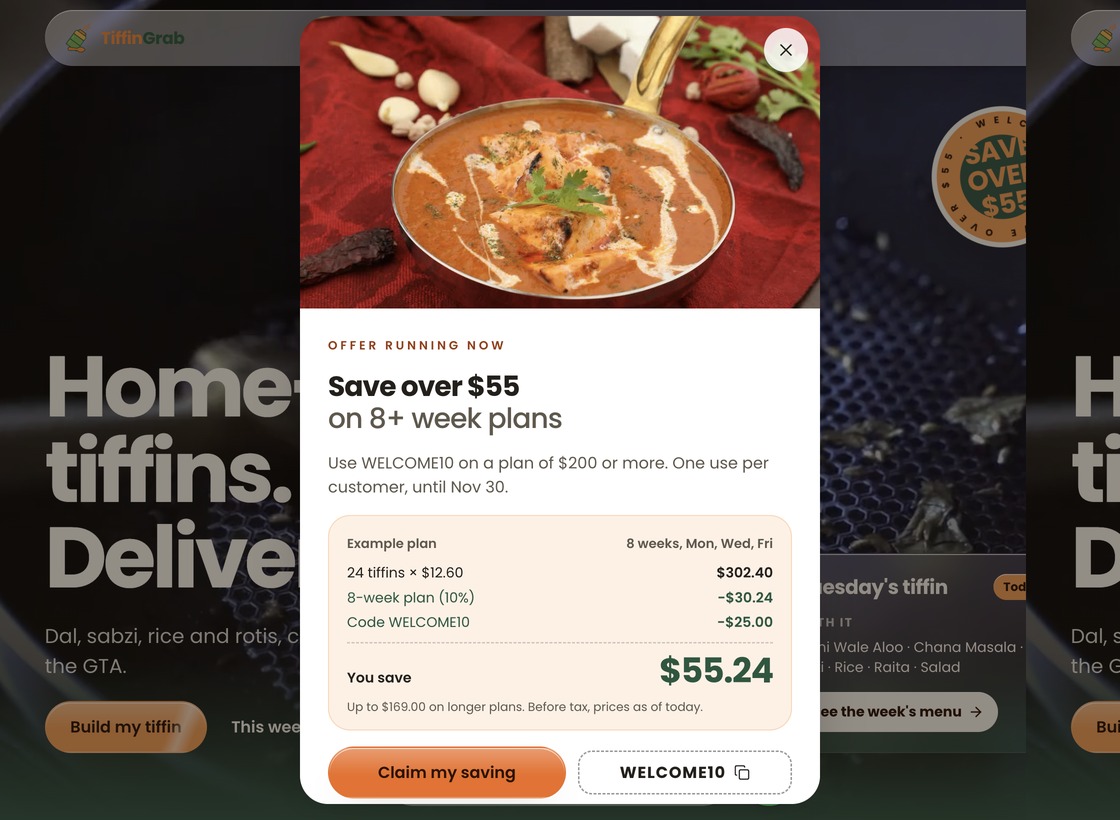 TiffinGrab
SAVE
OVER
$55
OFFER RUNNING NOW
Save over $55
on 8+ week plans
Use WELCOME10 on a plan of $200 or more. One use per
customer, until Nov 30.
Example plan 8 weeks, Mon, Wed, Fri
24 tiffins × $12.60 $302.40
8-week plan (10%) -$30.24
Code WELCOME10 -$25.00
You save $55.24
Up to $169.00 on longer plans. Before tax, prices as of today.
Claim my saving
WELCOME10
Home-
tiffins.
Deliver
Dal, sabzi, rice and rotis,
the GTA.
Build my tiffin
This wee
uesday's tiffin
TH IT
ni Wale Aloo · Chana Masala ·
i · Rice · Raita · Salad
ee the week's menu